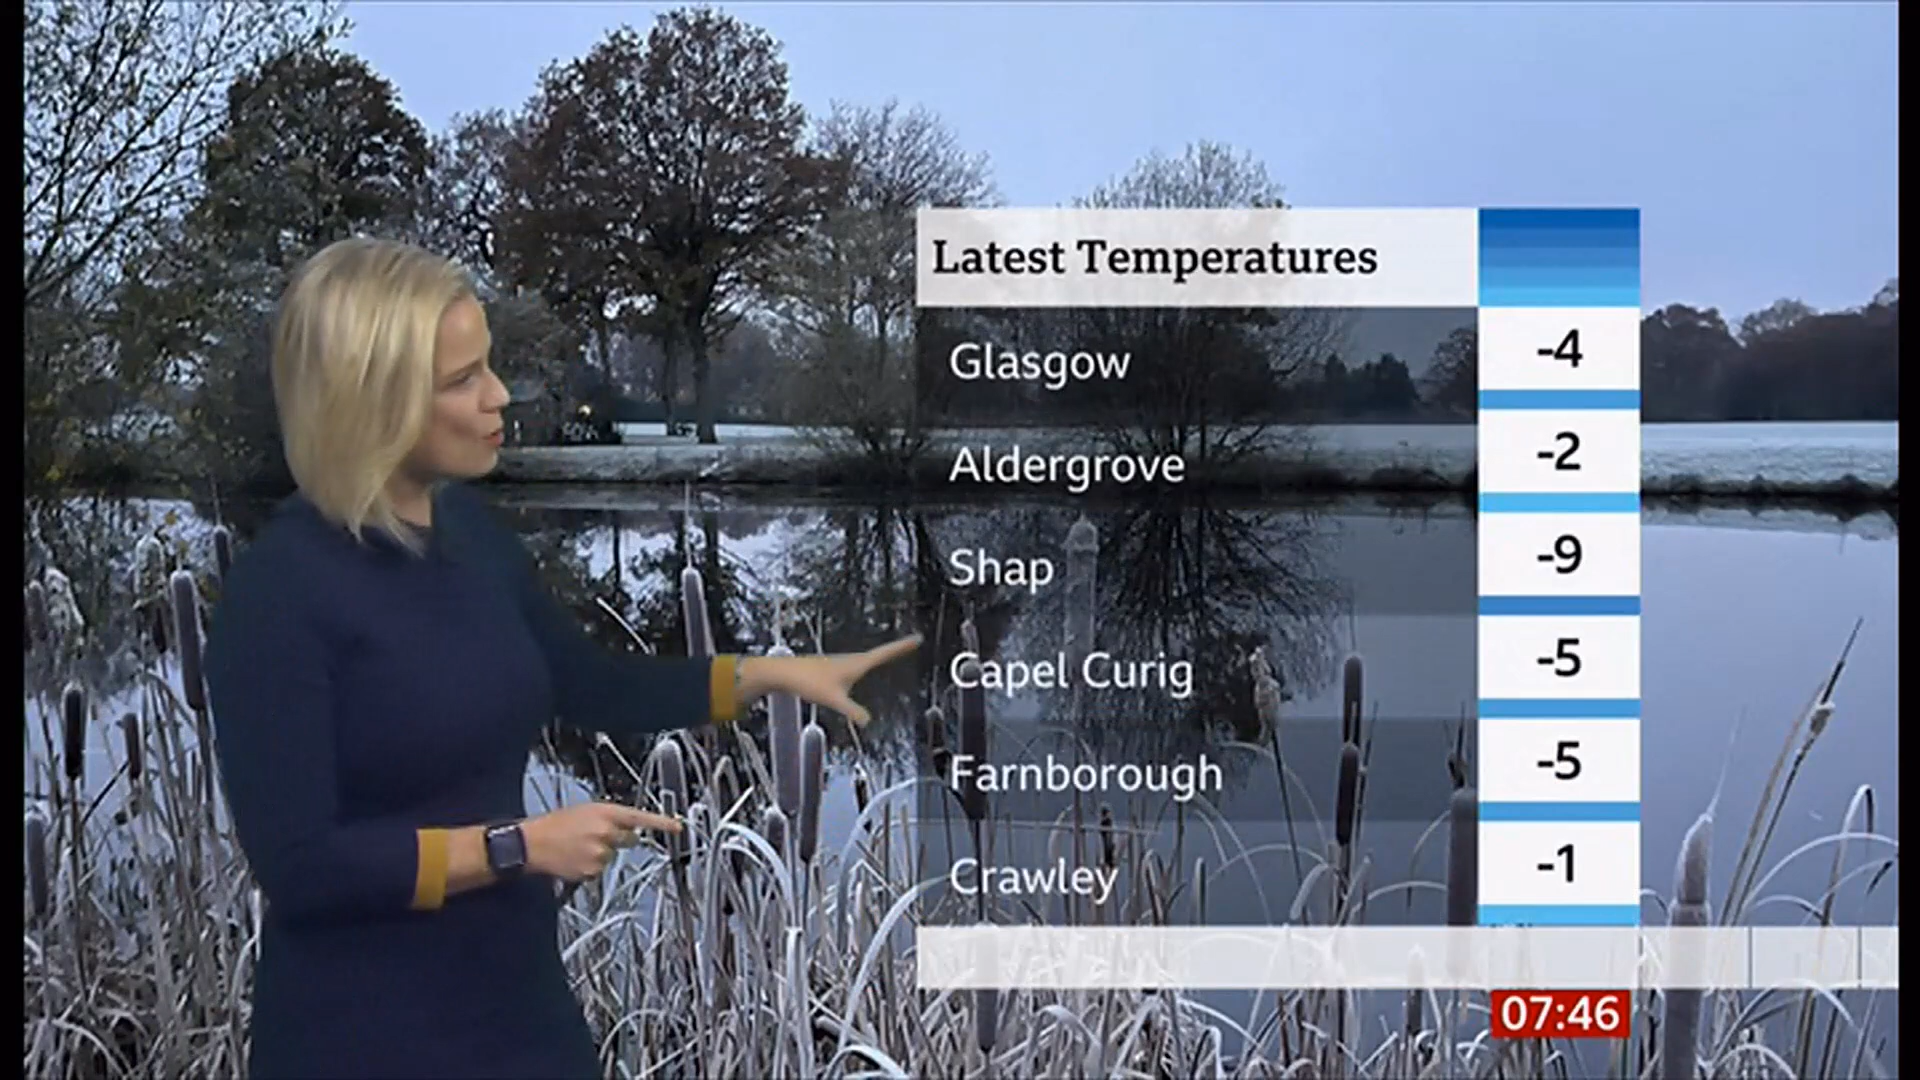 Latest Temperatures
Glasgow -4
Aldergrove -2
Shap -9
Capel Curig -5
Farnborough -5
Crawley -1
07:46